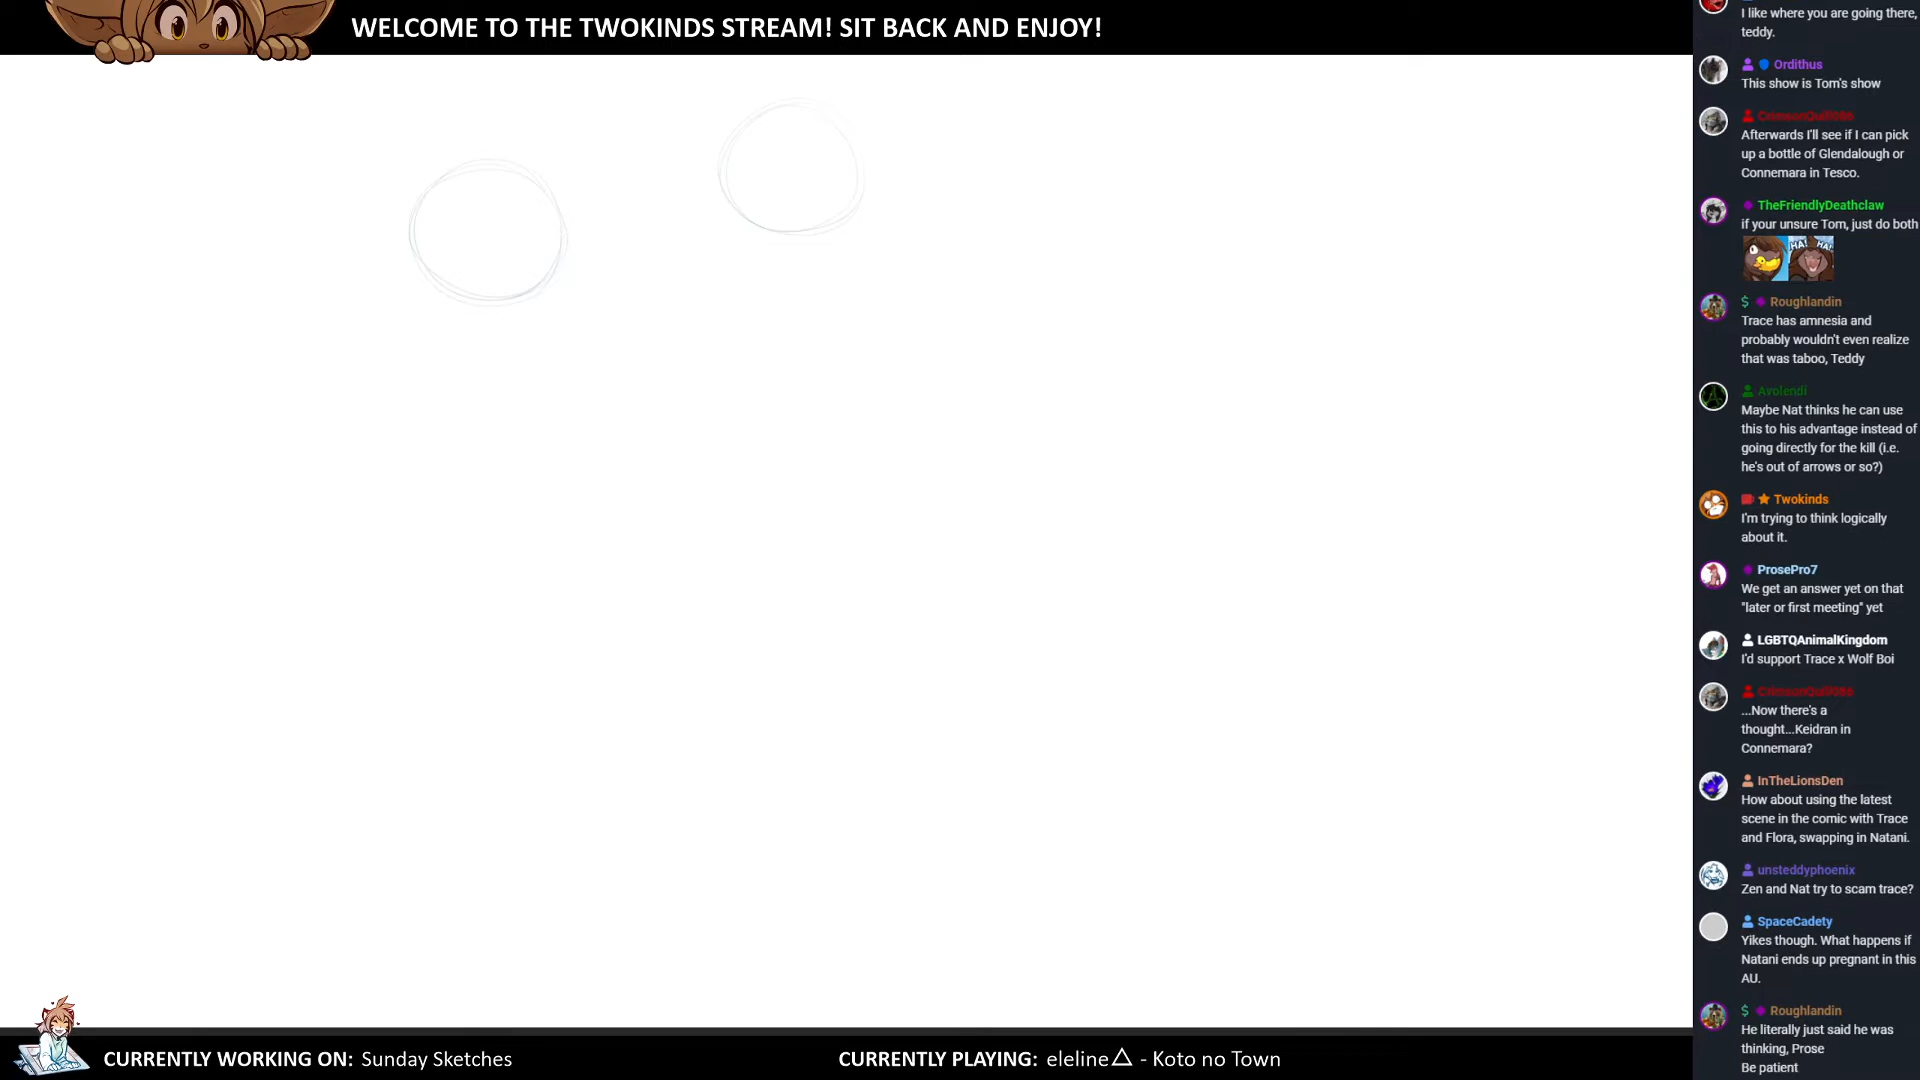 WELCOME TO THE TWOKINDS STREAM! SIT BACK AND ENJOY!
I like where you are going there,
teddy.
Ordithus
This show is Tom's show
Afterwards I'll see if I can pick
up a bottle of Glendalough or
Connemara in Tesco.
TheFriendlyDeathclaw
if your unsure Tom, just do both
HA! HA!
$ Roughlandin
Trace has amnesia and
probably wouldn't even realize
that was taboo, Teddy
Avolendi
Maybe Nat thinks he can use
this to his advantage instead of
going directly for the kill (i.e.
he's out of arrows or so?)
Twokinds
I'm trying to think logically
about it.
ProsePro7
We get an answer yet on that
"later or first meeting" yet
LGBTQAnimalKingdom
I'd support Trace x Wolf Boi
...Now there's a
thought...Keidran in
Connemara?
InTheLionsDen
How about using the latest
scene in the comic with Trace
and Flora, swapping in Natani.
unsteddyphoenix
Zen and Nat try to scam trace?
SpaceCadety
Yikes though. What happens if
Natani ends up pregnant in this
AU.
$ Roughlandin
He literally just said he was
thinking, Prose
Be patient
CURRENTLY WORKING ON: Sunday Sketches
CURRENTLY PLAYING: eleline△ - Koto no Town